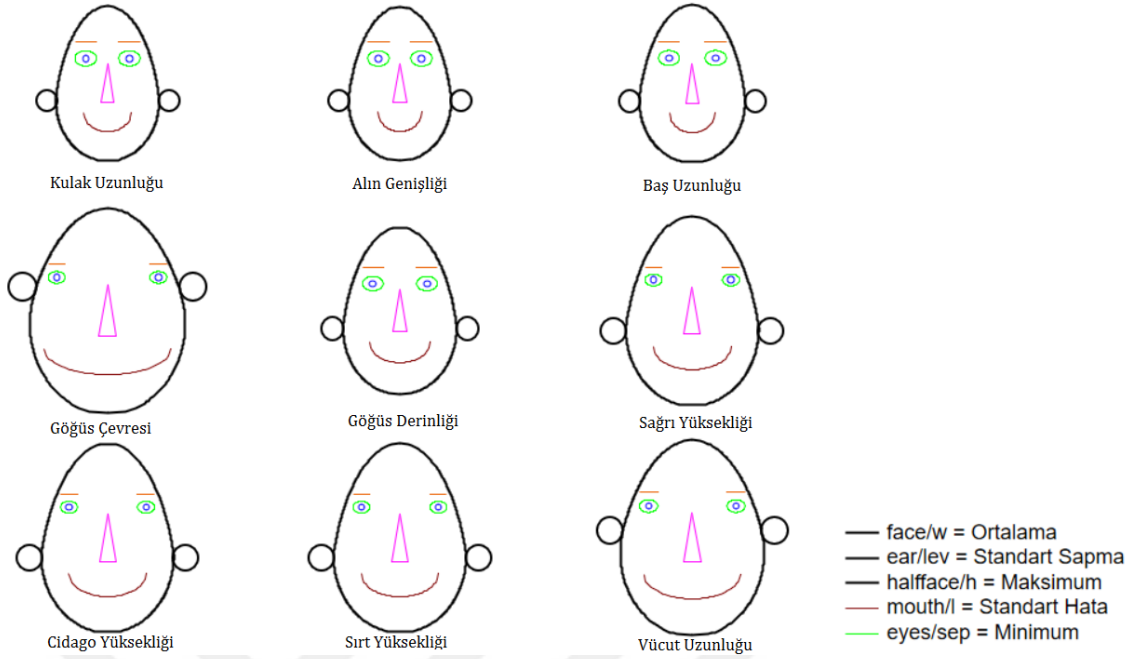 Kulak Uzunluğu
Alın Genişliği
Baş Uzunluğu
Göğüs Çevresi
Göğüs Derinliği
Sağrı Yüksekliği
Cidago Yüksekliği
Sırt Yüksekliği
Vücut Uzunluğu
face/w = Ortalama
ear/lev = Standart Sapma
halfface/h = Maksimum
mouth/l = Standart Hata
eyes/sep = Minimum